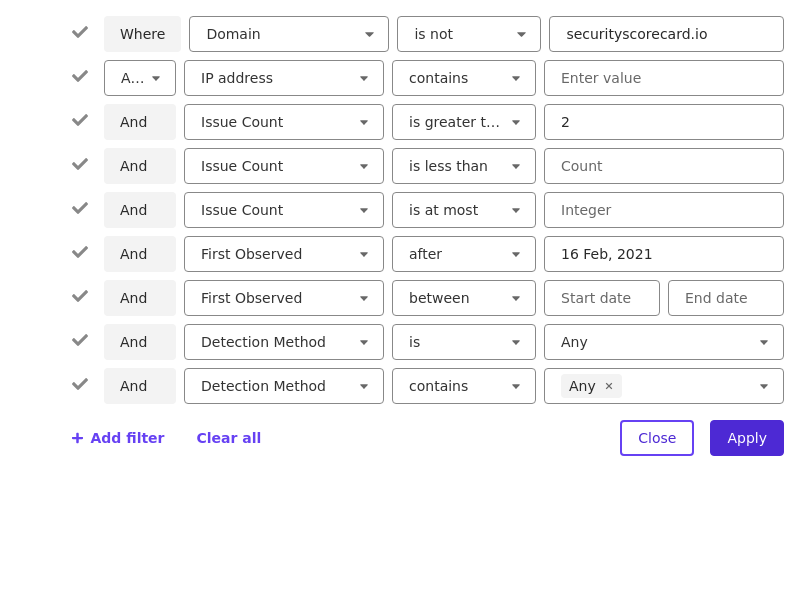 Where Domain is not securityscorecard.io
A... IP address contains Enter value
And Issue Count is greater t... 2
And Issue Count is less than Count
And Issue Count is at most Integer
And First Observed after 16 Feb, 2021
And First Observed between Start date End date
And Detection Method is Any
And Detection Method contains Any ×
+ Add filter Clear all Close Apply